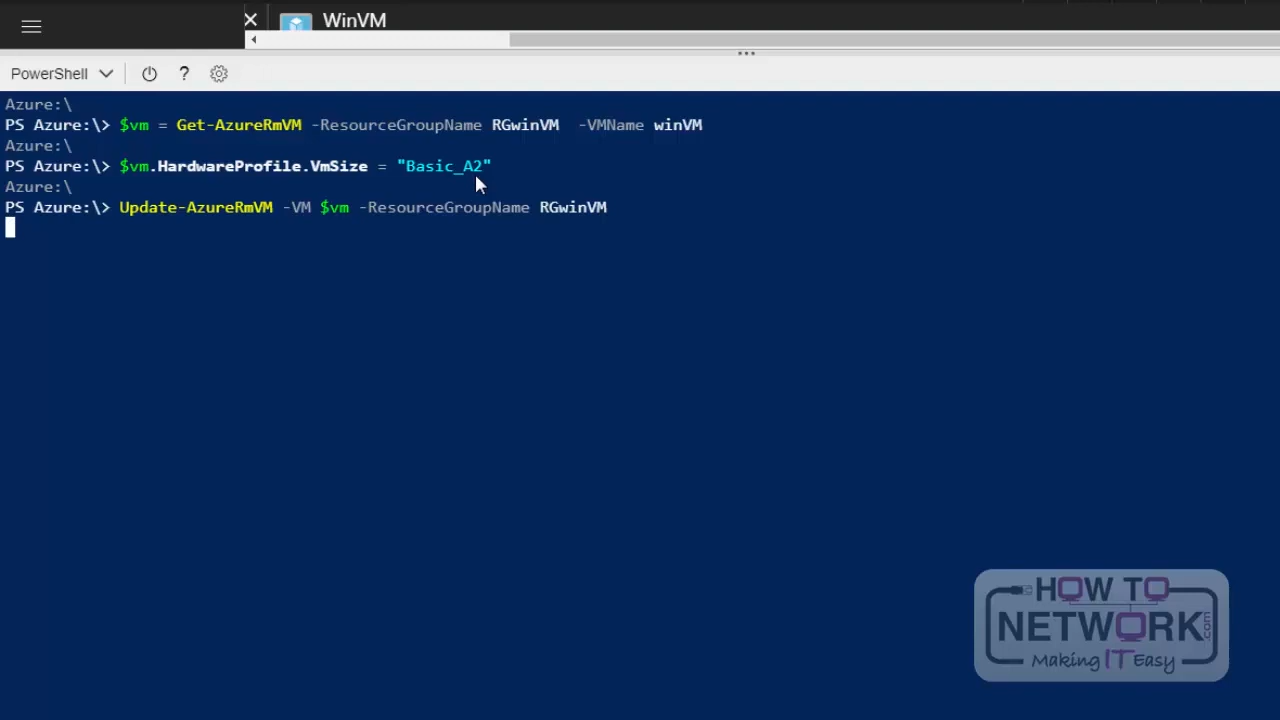 WinVM
PowerShell
?
Azure:\
PS Azure:\> $vm = Get-AzureRmVM -ResourceGroupName RGwinVM  -VMName winVM
Azure:\
PS Azure:\> $vm.HardwareProfile.VmSize = "Basic_A2"
Azure:\
PS Azure:\> Update-AzureRmVM -VM $vm -ResourceGroupName RGwinVM
HOW TO
NETWORK.com
Making IT Easy